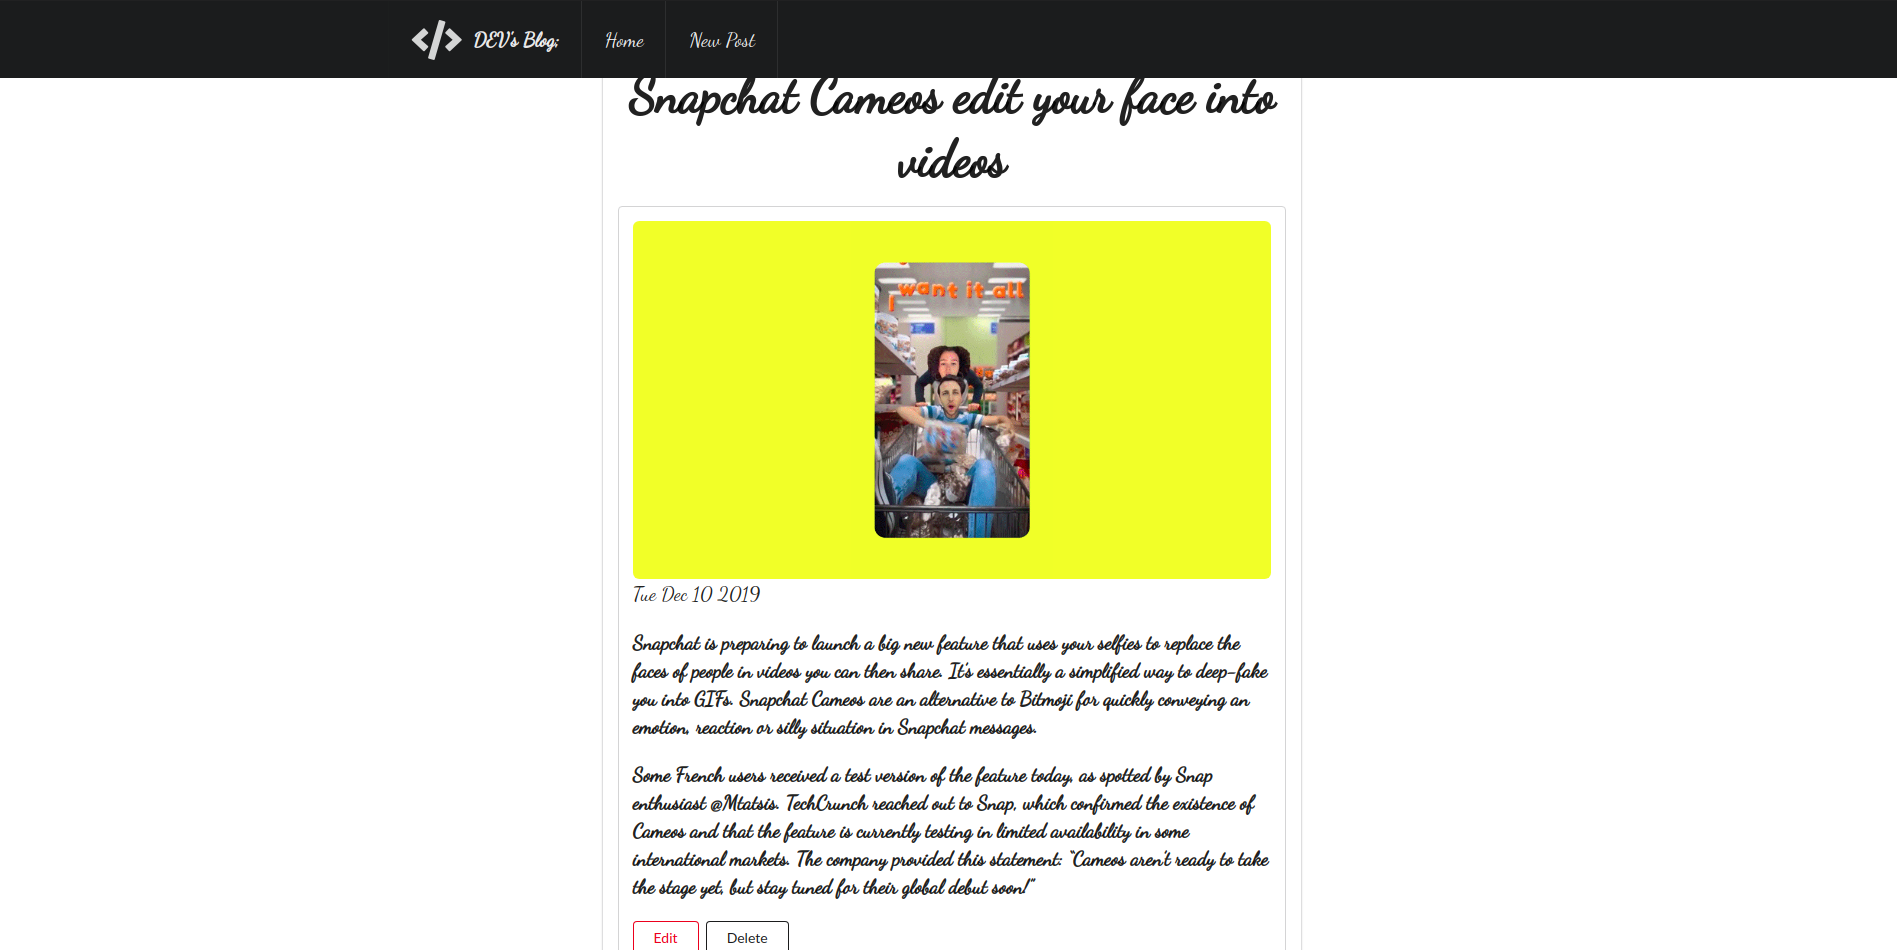 DEV's Blog; Home New Post
Snapchat Cameos edit your face into
videos
I want it all
Tue Dec 10 2019
Snapchat is preparing to launch a big new feature that uses your selfies to replace the
faces of people in videos you can then share. It's essentially a simplified way to deep-fake
you into GIFs. Snapchat Cameos are an alternative to Bitmoji for quickly conveying an
emotion, reaction or silly situation in Snapchat messages.
Some French users received a test version of the feature today, as spotted by Snap
enthusiast @Mtatsis. TechCrunch reached out to Snap, which confirmed the existence of
Cameos and that the feature is currently testing in limited availability in some
international markets. The company provided this statement: “Cameos aren't ready to take
the stage yet, but stay tuned for their global debut soon!”
Edit Delete